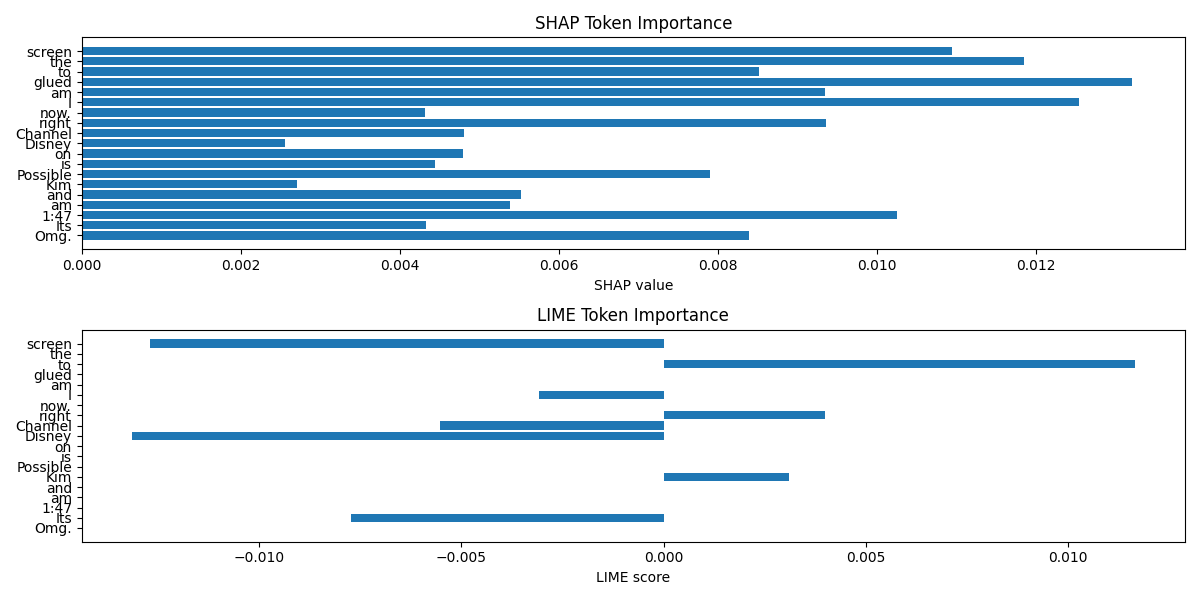 SHAP Token Importance
screen
the
to
glued
am
I
now.
right
Channel
Disney
on
is
Possible
Kim
and
am
1:47
Its
Omg.
0.000 0.002 0.004 0.006 0.008 0.010 0.012
SHAP value
LIME Token Importance
screen
the
to
glued
am
I
now.
right
Channel
Disney
on
is
Possible
Kim
and
am
1:47
Its
Omg.
−0.010 −0.005 0.000 0.005 0.010
LIME score